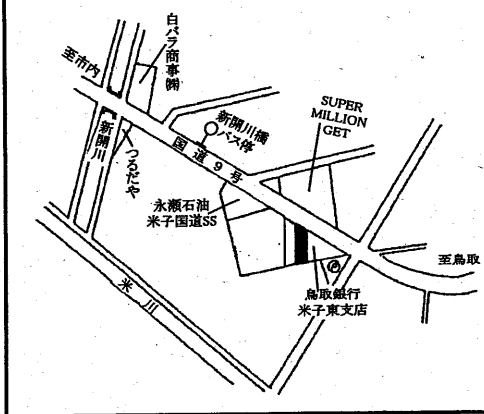 白バラ商事㈱
至市内
新開川
つるだや
新開川橋
バス停
SUPER
MILLION
GET
国道9号
永瀬石油
米子国道SS
至鳥取
P
鳥取銀行
米子東支店
米川